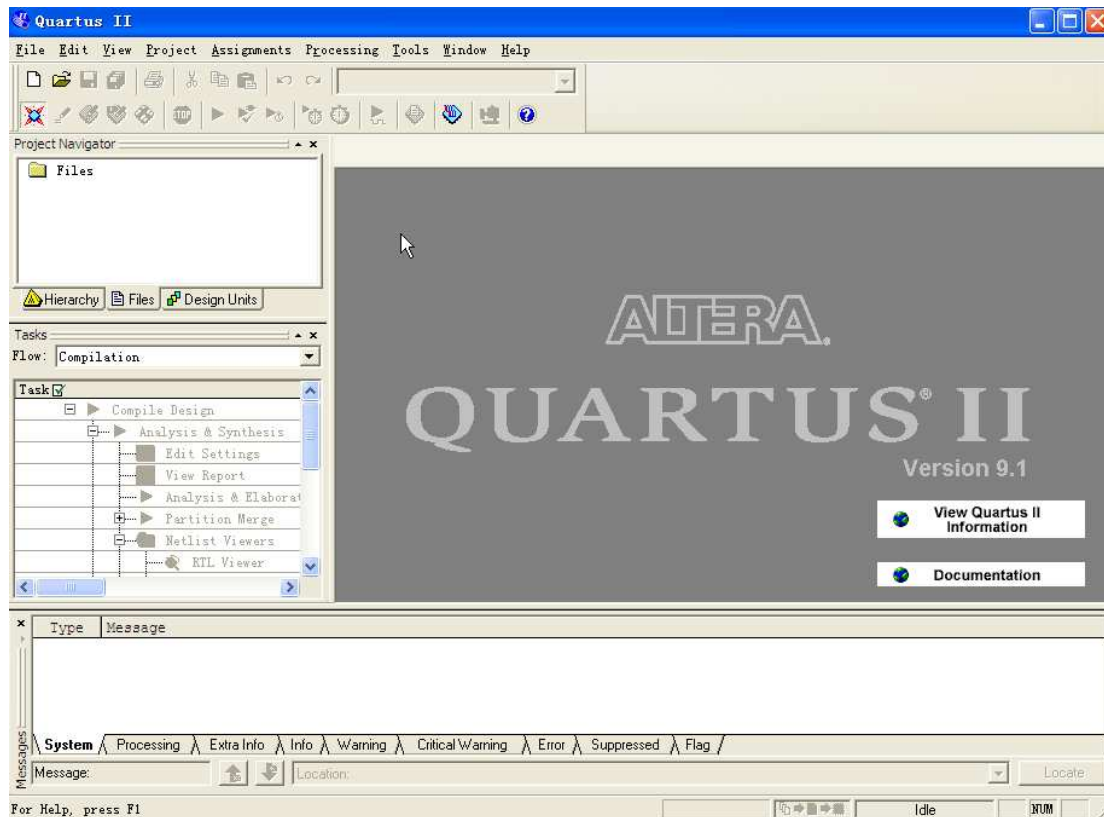 Quartus II
File Edit View Project Assignments Processing Tools Window Help
STOP
Project Navigator
Files
Hierarchy Files Design Units
Tasks
Flow: Compilation
Task
Compile Design
Analysis & Synthesis
Edit Settings
View Report
Analysis & Elaborat
Partition Merge
Netlist Viewers
RTL Viewer
ALTERA.
QUARTUS® II
Version 9.1
View Quartus II
Information
Documentation
Type Message
System Processing Extra Info Info Warning Critical Warning Error Suppressed Flag
Messages
Message: Location: Locate
For Help, press F1 Idle NUM